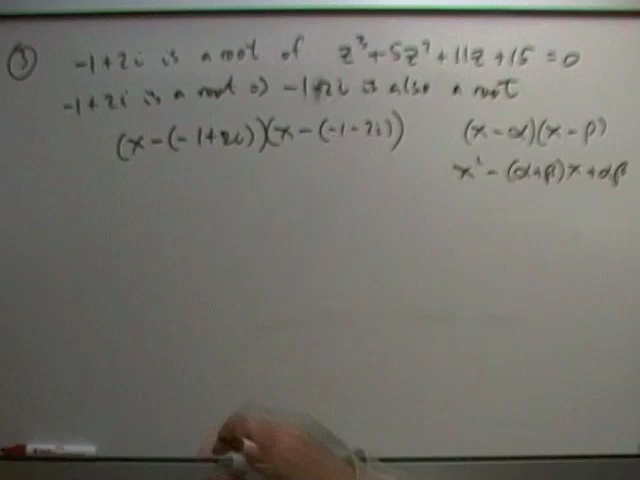 ③ -1+2i is a root of z³+5z²+11z+15=0
-1+2i is a root ⇒ -1-2i is also a root
(x-(-1+2i))(x-(-1-2i)) (x-α)(x-β)
x²-(α+β)x+αβ